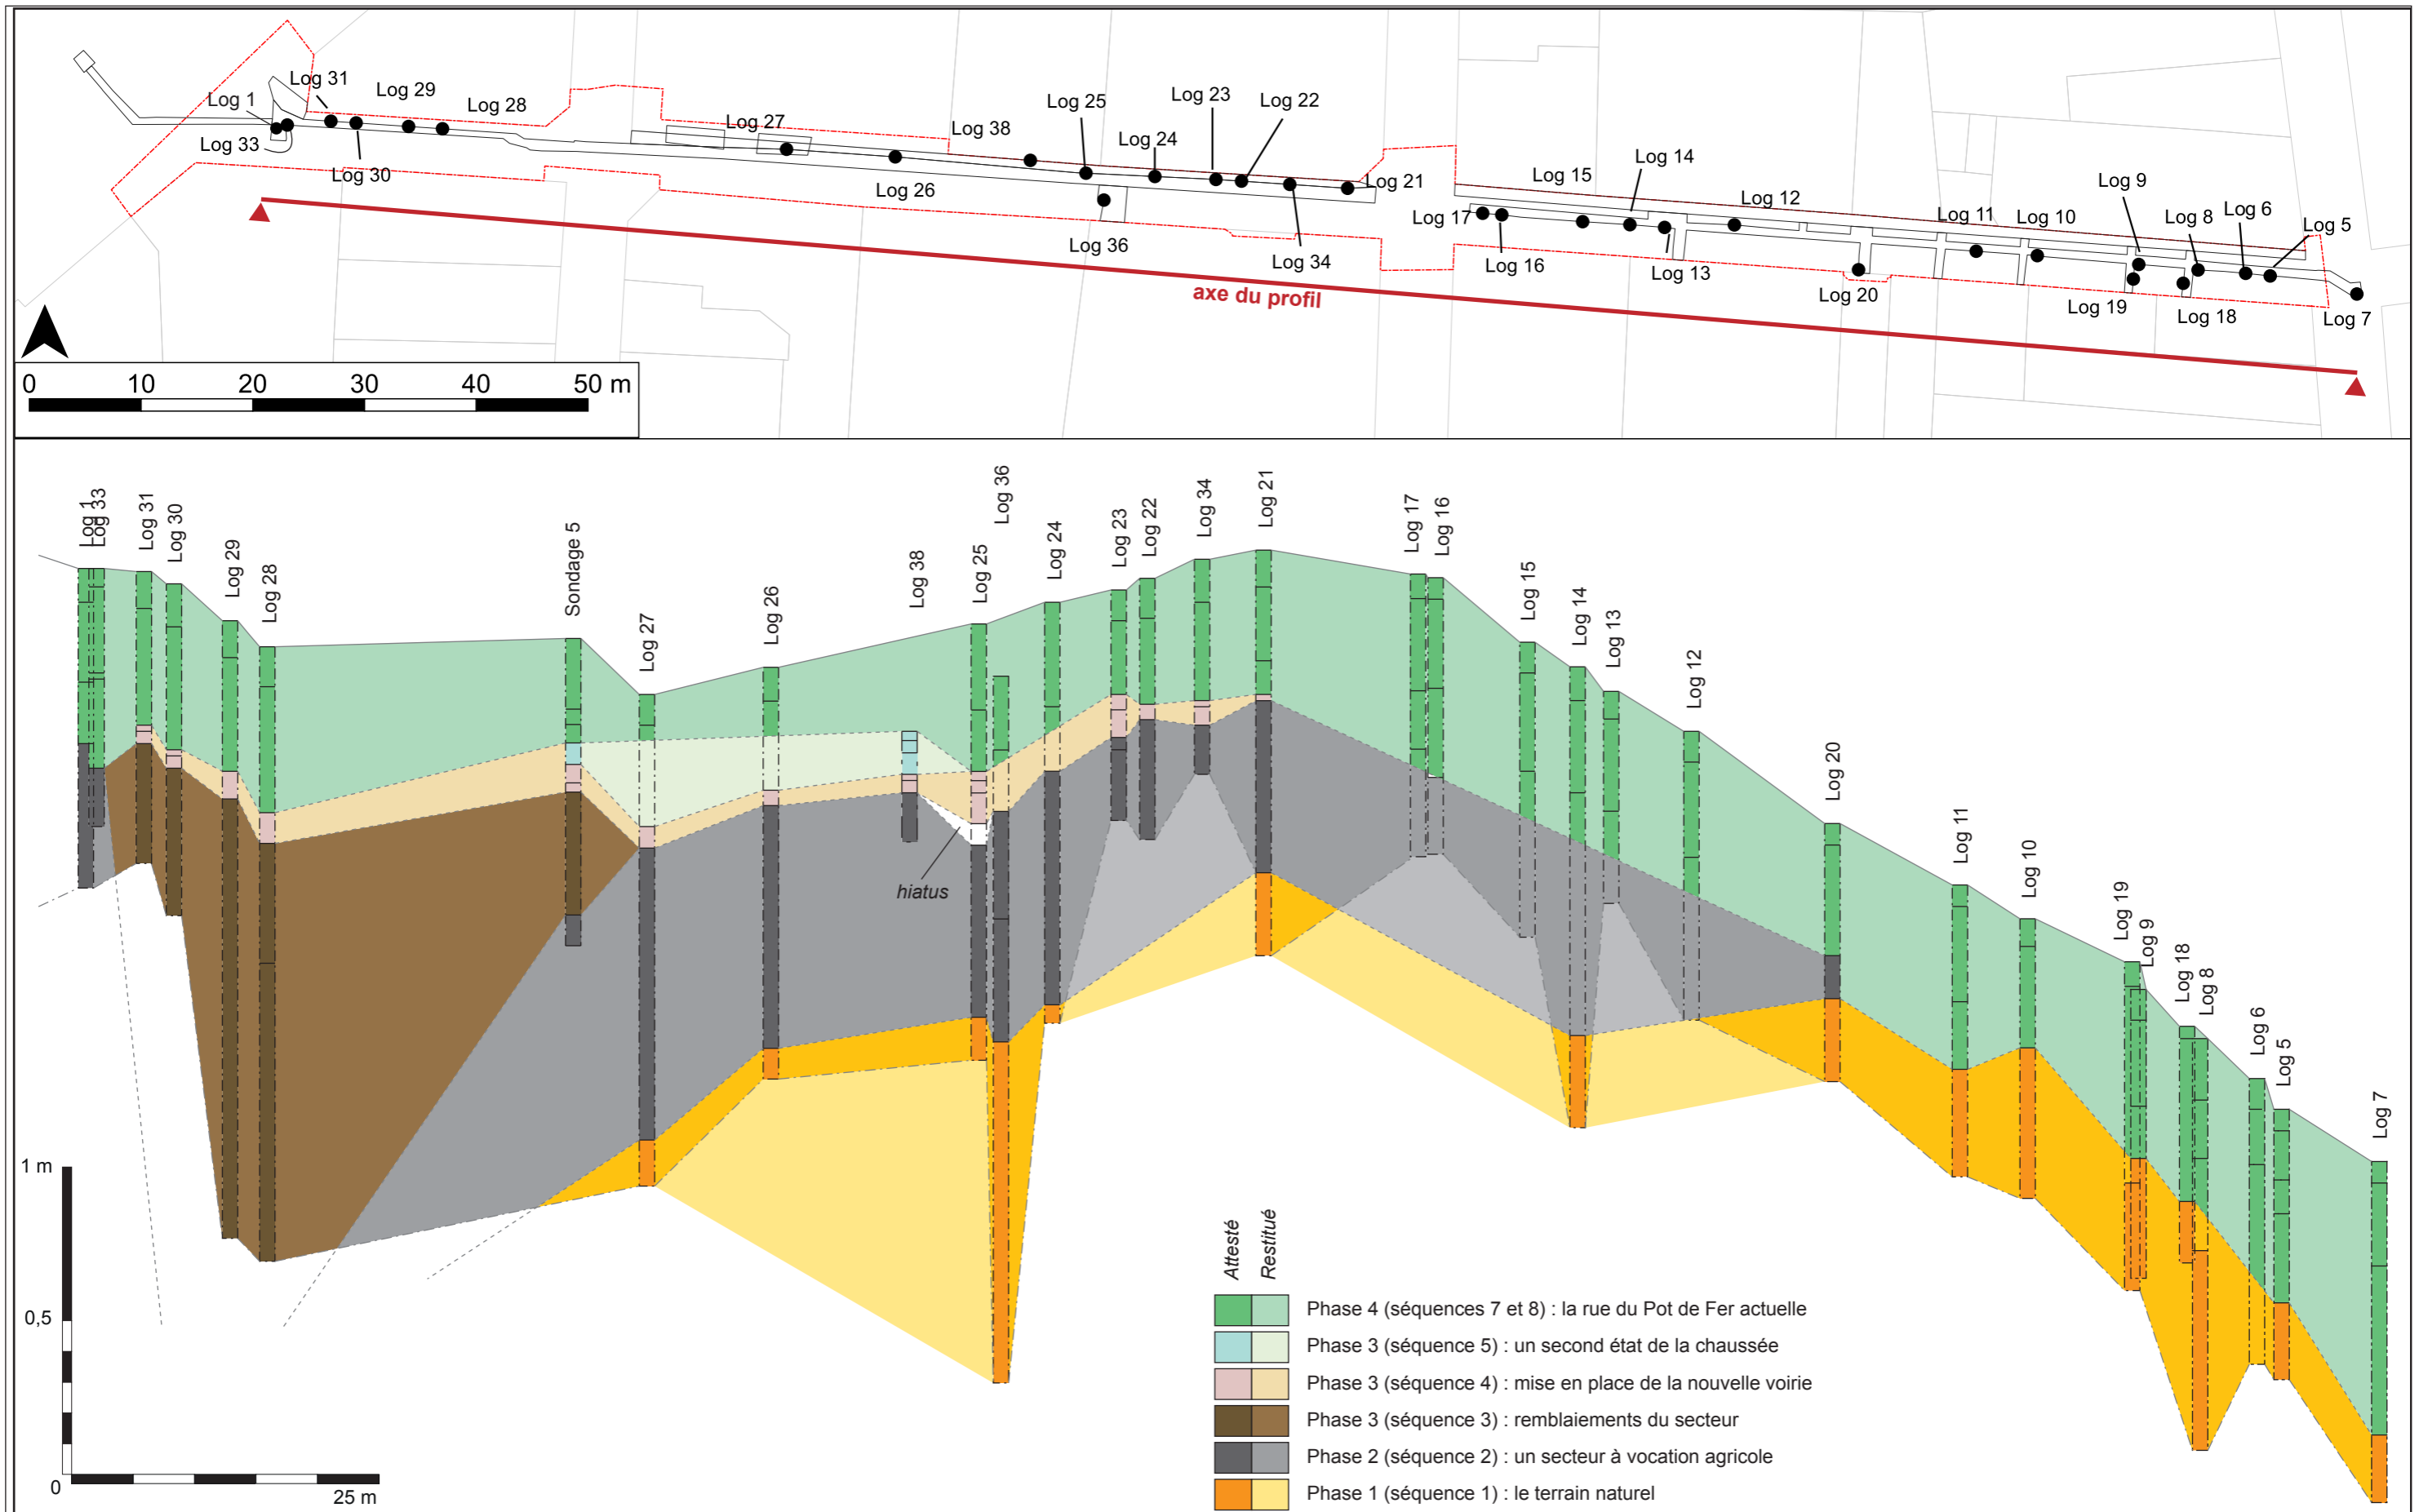 Log 31
Log 29
Log 28
Log 1
Log 33
Log 30
Log 27
Log 38
Log 26
Log 25
Log 24
Log 23
Log 22
Log 36
Log 34
Log 21
Log 15
Log 14
Log 17
Log 16
Log 13
Log 12
Log 20
Log 11
Log 10
Log 9
Log 8
Log 6
Log 5
Log 19
Log 18
Log 7
axe du profil
0 10 20 30 40 50 m
Log 1
Log 33
Log 31
Log 30
Log 29
Log 28
Sondage 5
Log 27
Log 26
Log 38
Log 25
Log 36
Log 24
Log 23
Log 22
Log 34
Log 21
Log 17
Log 16
Log 15
Log 14
Log 13
Log 12
Log 20
Log 11
Log 10
Log 19
Log 9
Log 18
Log 8
Log 6
Log 5
Log 7
hiatus
1 m
0,5
0
25 m
Attesté
Restitué
Phase 4 (séquences 7 et 8) : la rue du Pot de Fer actuelle
Phase 3 (séquence 5) : un second état de la chaussée
Phase 3 (séquence 4) : mise en place de la nouvelle voirie
Phase 3 (séquence 3) : remblaiements du secteur
Phase 2 (séquence 2) : un secteur à vocation agricole
Phase 1 (séquence 1) : le terrain naturel